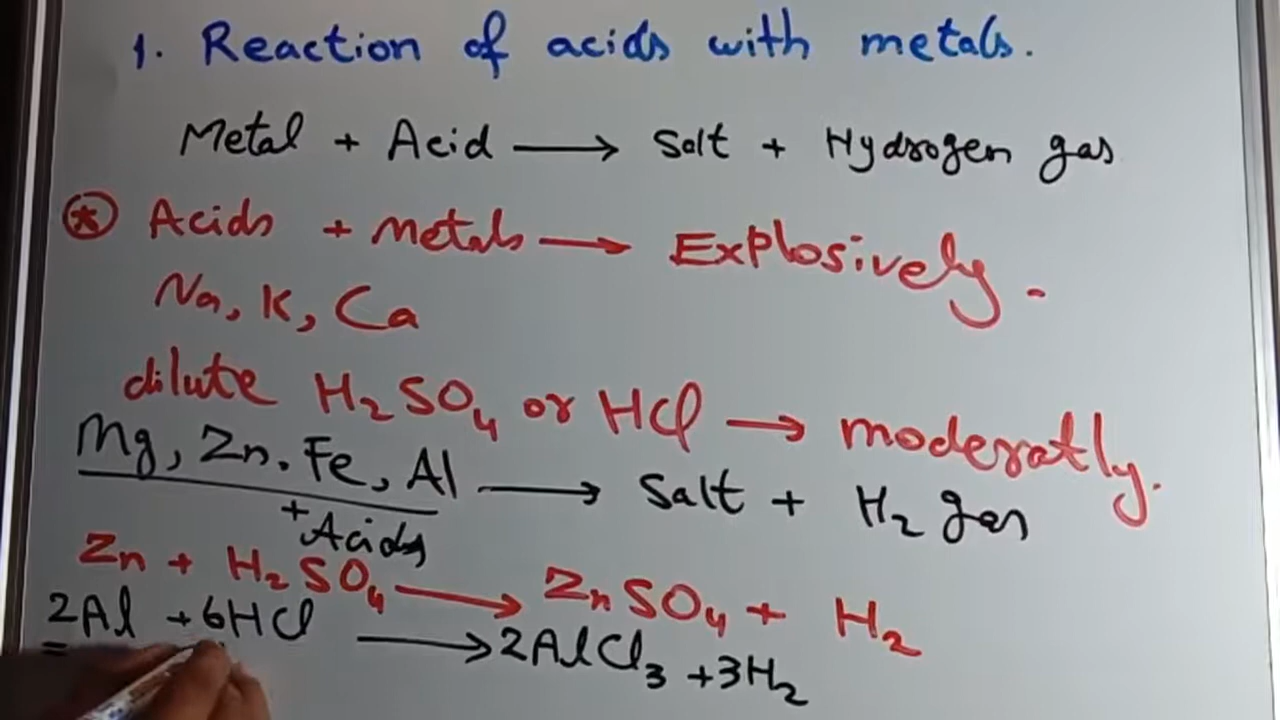 1. Reaction of acids with metals.
Metal + Acid ⟶ Salt + Hydrogen gas
⊛ Acids + Metals ⟶ Explosively.
Na, K, Ca
dilute H₂SO₄ or HCl → moderatly.
Mg, Zn. Fe, Al ⟶ Salt + H₂ gas
+ Acids
Zn + H₂SO₄ ⟶ ZnSO₄ + H₂
2Al + 6HCl ⟶ 2AlCl₃ + 3H₂